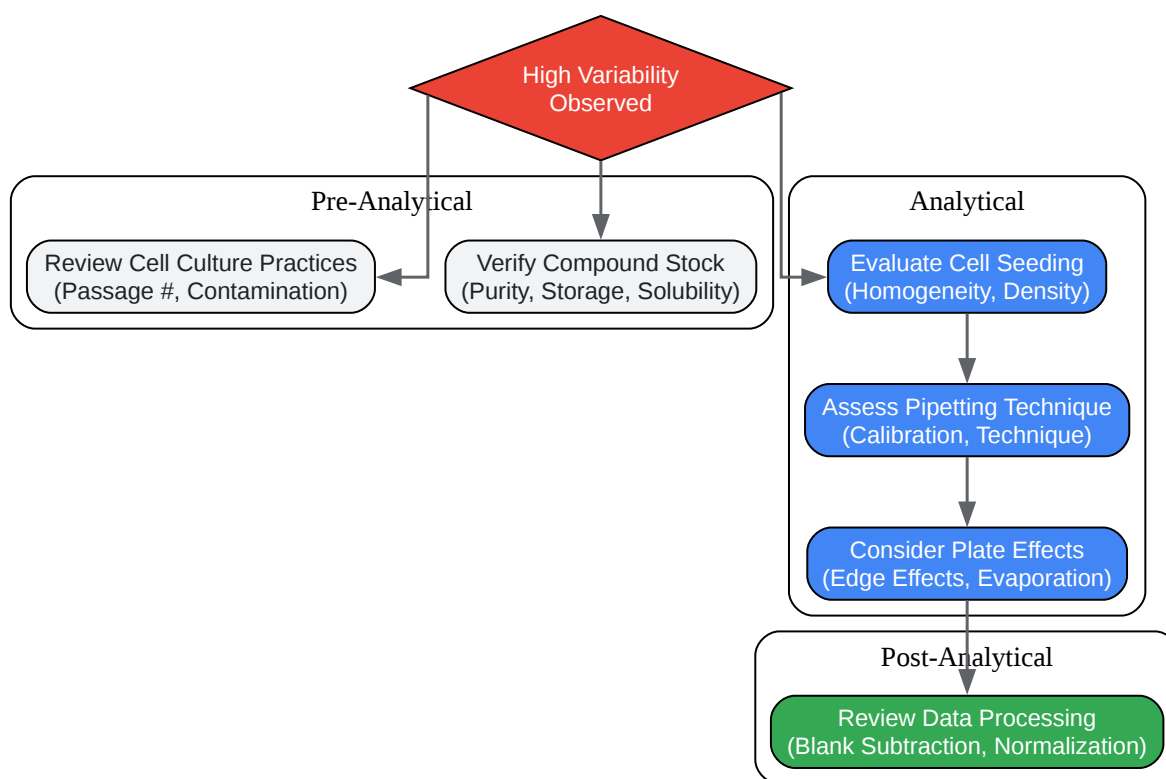 High Variability
Observed
Pre-Analytical
Analytical
Review Cell Culture Practices
(Passage #, Contamination)
Verify Compound Stock
(Purity, Storage, Solubility)
Evaluate Cell Seeding
(Homogeneity, Density)
Assess Pipetting Technique
(Calibration, Technique)
Consider Plate Effects
(Edge Effects, Evaporation)
Post-Analytical
Review Data Processing
(Blank Subtraction, Normalization)